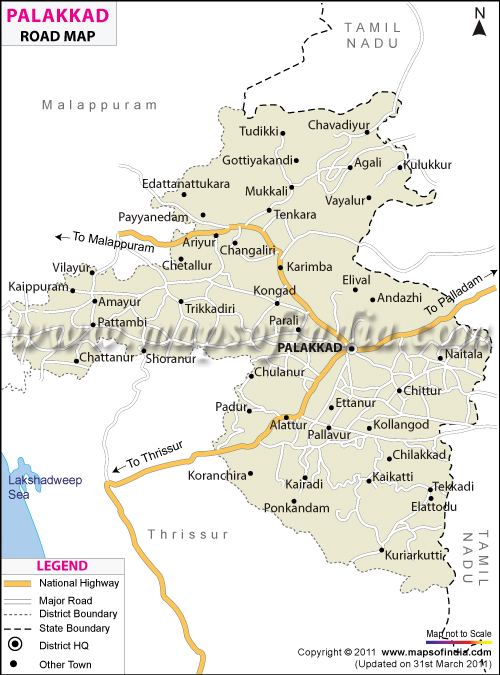 PALAKKAD
ROAD MAP
N
TAMIL
NADU
Malappuram
Tudikki
Chavadiyur
Gottiyakandi
Agali
Kulukkur
Edattanattukara
Mukkali
Vayalur
Payyanedam
Tenkara
To Malappuram
Ariyur
Changaliri
Chetallur
Karimba
Vilayur
Elival
To Palladam
Kaippuram
Kongad
Andazhi
Amayur
Trikkadiri
Pattambi
Parali
www.mapsofindia.com
PALAKKAD
Chattanur
Shoranur
Naitala
Chulanur
Chittur
Padur
Ettanur
Alattur
Pallavur
Kollangod
To Thrissur
Chilakkad
Koranchira
Kairadi
Kaikatti
Lakshadweep
Sea
Tekkadi
Ponkandam
Elattodu
Thrissur
Kuriarkutti
TAMIL
NADU
LEGEND
National Highway
Major Road
District Boundary
State Boundary
District HQ
Other Town
Map not to Scale
Copyright © 2011 www.mapsofindia.com
(Updated on 31st March 2011)